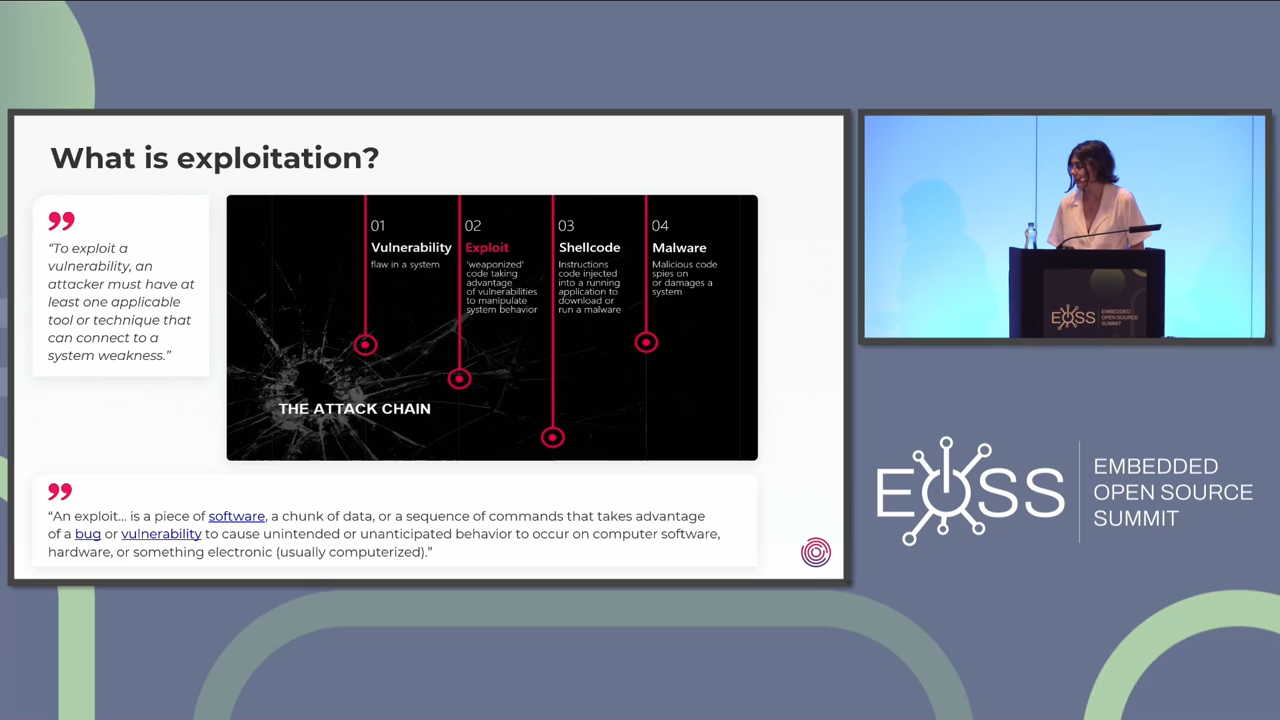 What is exploitation?
“To exploit a
vulnerability, an
attacker must have at
least one applicable
tool or technique that
can connect to a
system weakness.”
01
Vulnerability
flaw in a system
02
Exploit
'weaponized'
code taking
advantage
of vulnerabilities
to manipulate
system behavior
03
Shellcode
Instructions
code injected
into a running
application to
download or
run a malware
04
Malware
Malicious code
spies on
or damages a
system
THE ATTACK CHAIN
“An exploit... is a piece of software, a chunk of data, or a sequence of commands that takes advantage
of a bug or vulnerability to cause unintended or unanticipated behavior to occur on computer software,
hardware, or something electronic (usually computerized).”
EOSS
EMBEDDED
OPEN SOURCE
SUMMIT
EOSS
EMBEDDED
OPEN SOURCE
SUMMIT